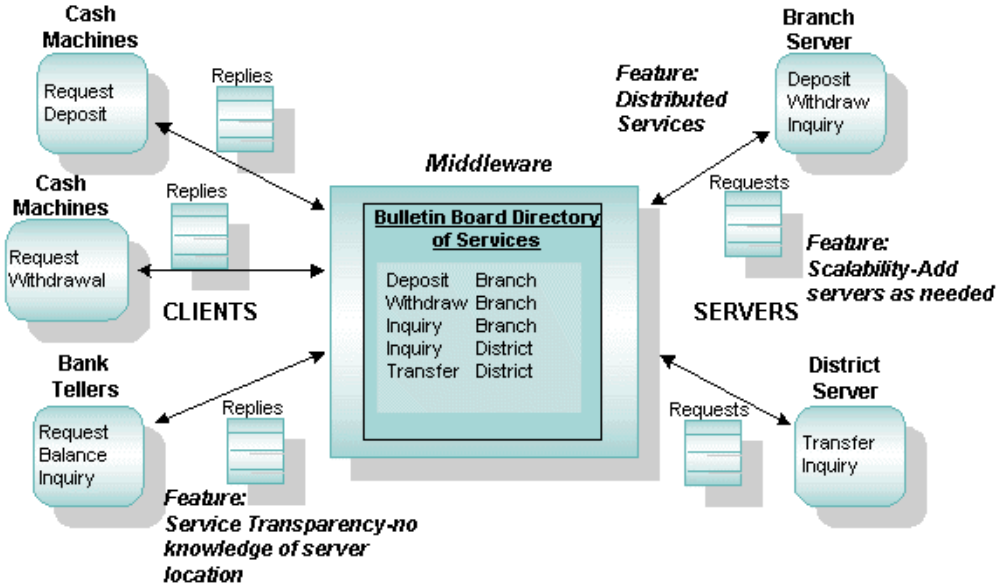 Cash
Machines
Request
Deposit
Replies
Cash
Machines
Request
Withdrawal
Replies
CLIENTS
Bank
Tellers
Request
Balance
Inquiry
Replies
Feature:
Service Transparency-no
knowledge of server
location
Middleware
Bulletin Board Directory
of Services
Deposit Branch
Withdraw Branch
Inquiry Branch
Inquiry District
Transfer District
Feature:
Distributed
Services
Branch
Server
Deposit
Withdraw
Inquiry
Requests
Feature:
Scalability-Add
servers as needed
SERVERS
District
Server
Requests
Transfer
Inquiry